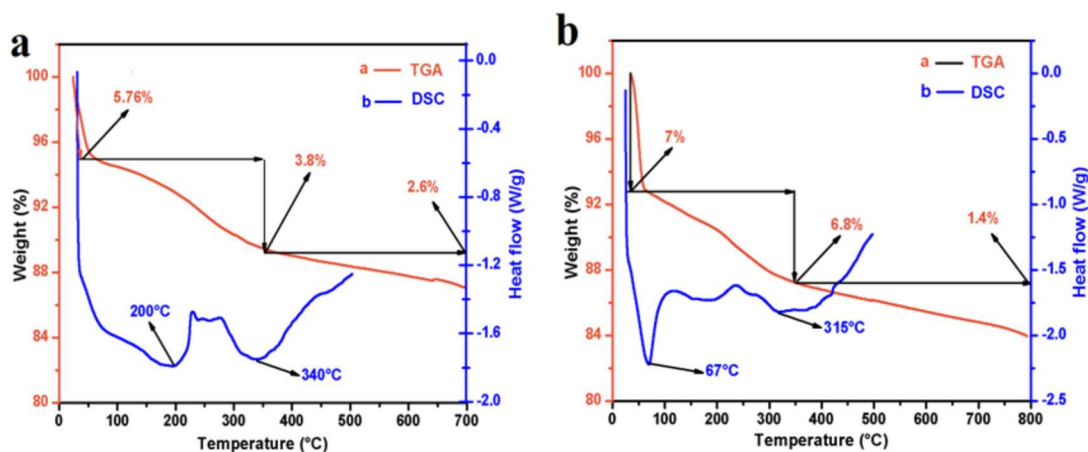 a
100
96
92
88
84
80
Weight (%)
a TGA
b DSC
5.76%
3.8%
2.6%
200°C
340°C
0.0
-0.4
-0.8
-1.2
-1.6
-2.0
Heat flow (W/g)
0 100 200 300 400 500 600 700
Temperature (°C)
b
100
96
92
88
84
80
Weight (%)
a TGA
b DSC
7%
6.8%
1.4%
315°C
67°C
0.0
-0.5
-1.0
-1.5
-2.0
-2.5
Heat flow (W/g)
0 100 200 300 400 500 600 700 800
Temperature (°C)